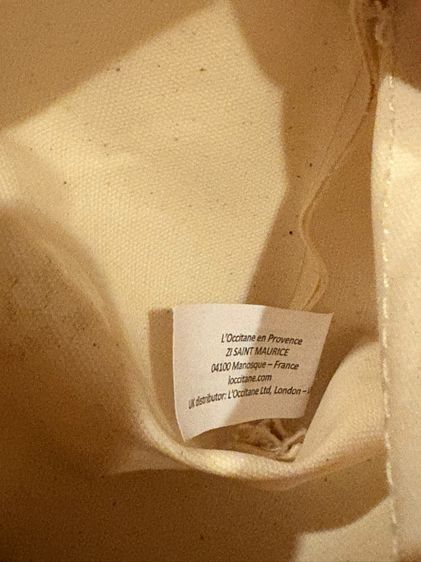 L'Occitane en Provence
ZI SAINT MAURICE
04100 Manosque – France
loccitane.com
UK distributor: L'Occitane Ltd, London –